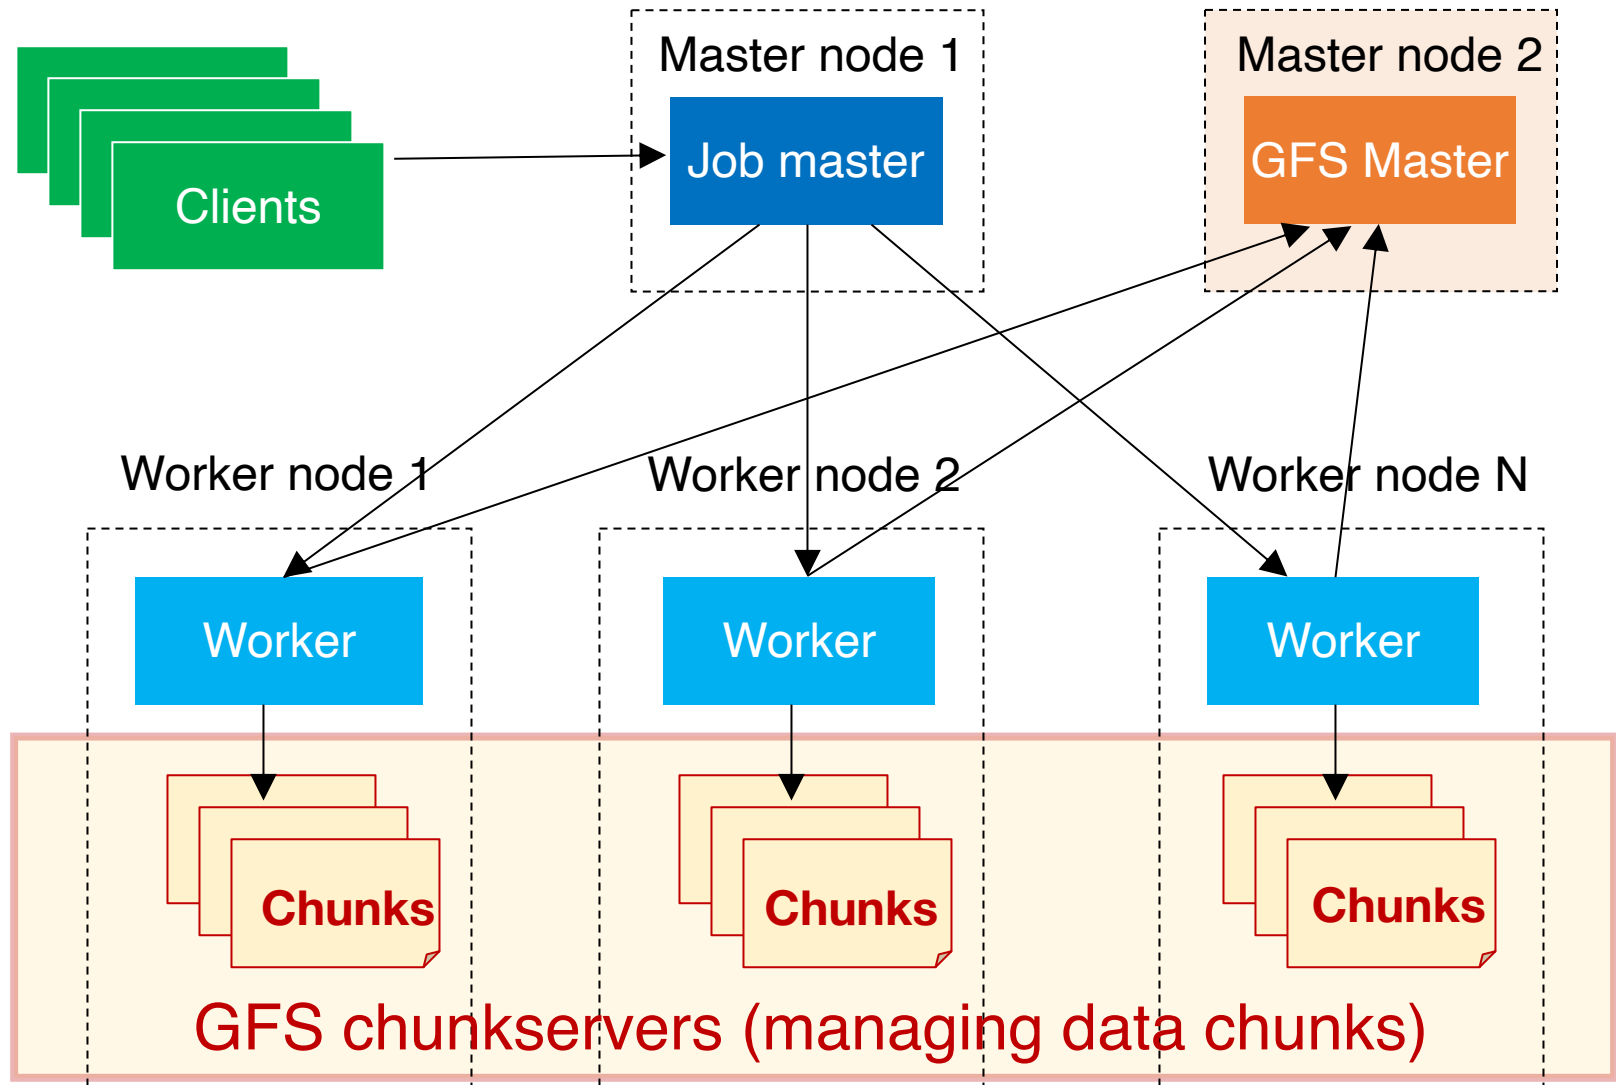 Master node 1
Master node 2
Clients
Job master
GFS Master
Worker node 1
Worker node 2
Worker node N
Worker
Worker
Worker
Chunks
Chunks
Chunks
GFS chunkservers (managing data chunks)